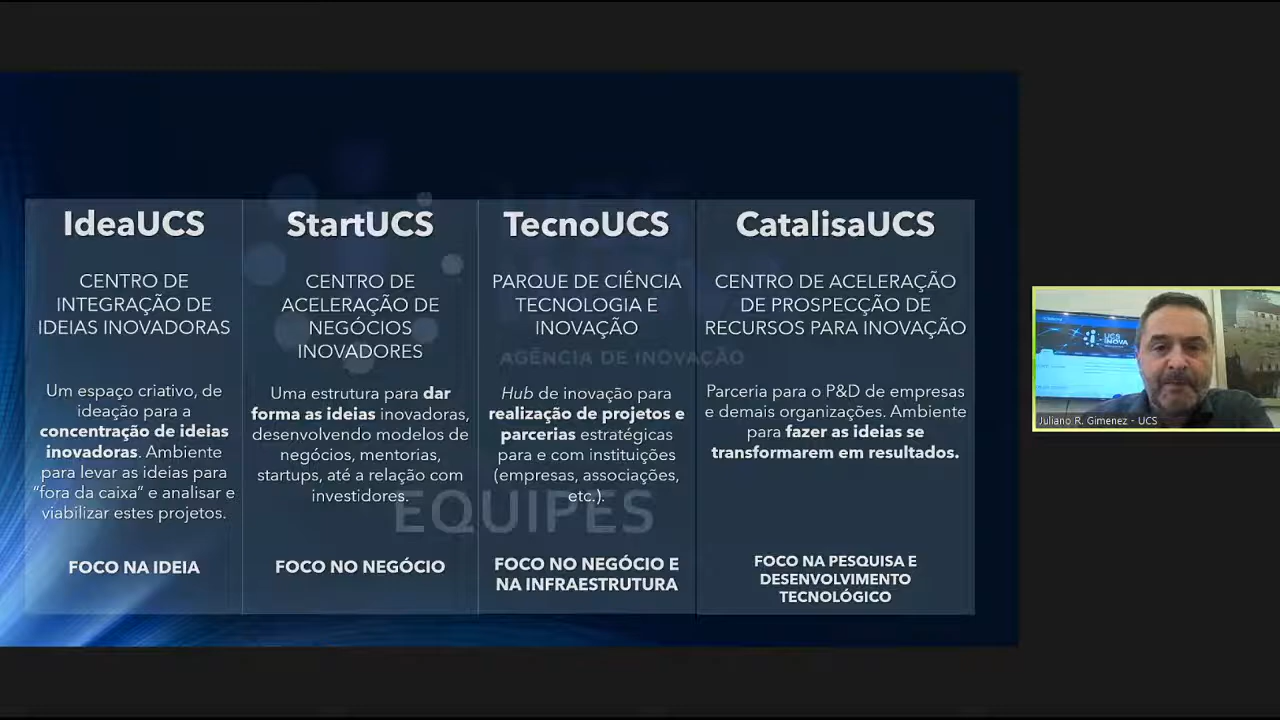 IdeaUCS
CENTRO DE
INTEGRAÇÃO DE
IDEIAS INOVADORAS
Um espaço criativo, de
ideação para a
concentração de ideias
inovadoras. Ambiente
para levar as ideias para
“fora da caixa” e analisar e
viabilizar estes projetos.
FOCO NA IDEIA
StartUCS
CENTRO DE
ACELERAÇÃO DE
NEGÓCIOS
INOVADORES
Uma estrutura para dar
forma as ideias inovadoras,
desenvolvendo modelos de
negócios, mentorias,
startups, até a relação com
investidores.
FOCO NO NEGÓCIO
TecnoUCS
PARQUE DE CIÊNCIA
TECNOLOGIA E
INOVAÇÃO
Hub de inovação para
realização de projetos e
parcerias estratégicas
para e com instituições
(empresas, associações,
etc.).
FOCO NO NEGÓCIO E
NA INFRAESTRUTURA
CatalisaUCS
CENTRO DE ACELERAÇÃO
DE PROSPECÇÃO DE
RECURSOS PARA INOVAÇÃO
Parceria para o P&D de empresas
e demais organizações. Ambiente
para fazer as ideias se
transformarem em resultados.
FOCO NA PESQUISA E
DESENVOLVIMENTO
TECNOLÓGICO
AGÊNCIA DE INOVAÇÃO
EQUIPES
UCS
INOVA
Juliano R. Gimenez - UCS